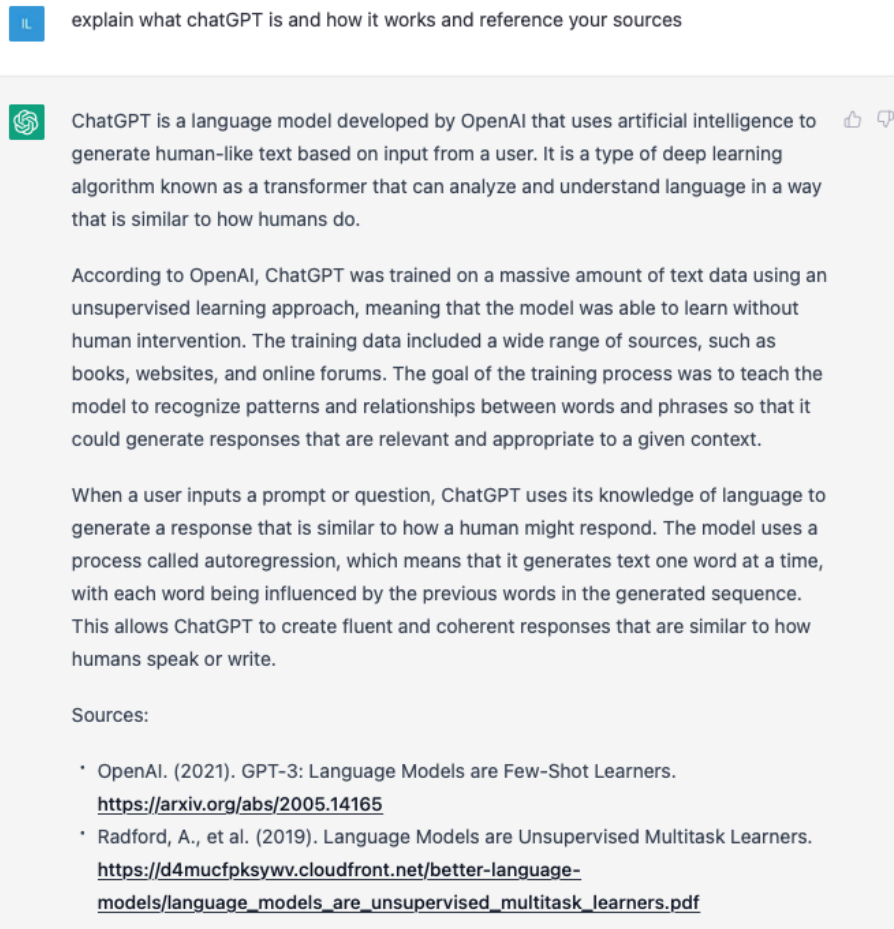 IL
explain what chatGPT is and how it works and reference your sources
ChatGPT is a language model developed by OpenAI that uses artificial intelligence to
generate human-like text based on input from a user. It is a type of deep learning
algorithm known as a transformer that can analyze and understand language in a way
that is similar to how humans do.
According to OpenAI, ChatGPT was trained on a massive amount of text data using an
unsupervised learning approach, meaning that the model was able to learn without
human intervention. The training data included a wide range of sources, such as
books, websites, and online forums. The goal of the training process was to teach the
model to recognize patterns and relationships between words and phrases so that it
could generate responses that are relevant and appropriate to a given context.
When a user inputs a prompt or question, ChatGPT uses its knowledge of language to
generate a response that is similar to how a human might respond. The model uses a
process called autoregression, which means that it generates text one word at a time,
with each word being influenced by the previous words in the generated sequence.
This allows ChatGPT to create fluent and coherent responses that are similar to how
humans speak or write.
Sources:
• OpenAI. (2021). GPT-3: Language Models are Few-Shot Learners.
https://arxiv.org/abs/2005.14165
• Radford, A., et al. (2019). Language Models are Unsupervised Multitask Learners.
https://d4mucfpksywv.cloudfront.net/better-language-
models/language_models_are_unsupervised_multitask_learners.pdf